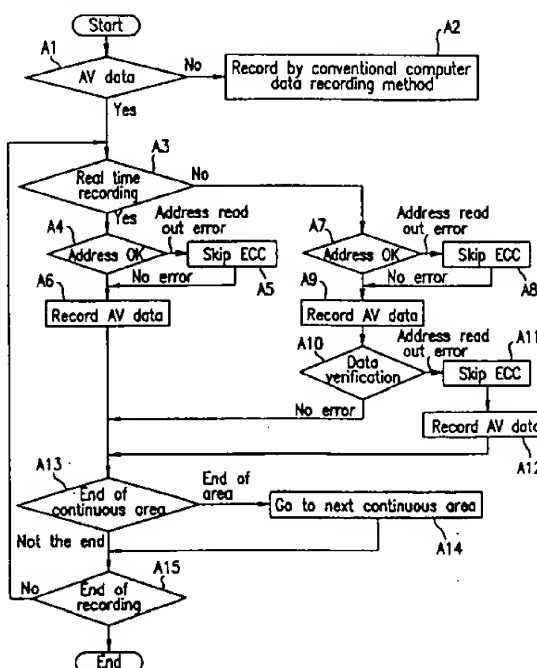 Start
A1
A2
AV data
No
Record by conventional computer
data recording method
Yes
A3
Real time
recording
No
Yes
A4
Address OK
Address read
out error
Skip ECC
A5
No error
A6
Record AV data
A7
Address OK
Address read
out error
Skip ECC
A8
No error
A9
Record AV data
A10
Data
verification
Address read
out error
A11
Skip ECC
No error
Record AV data
A12
A13
End of
continuous area
End of
area
Go to next continuous area
A14
Not the end
A15
No
End of
recording
End